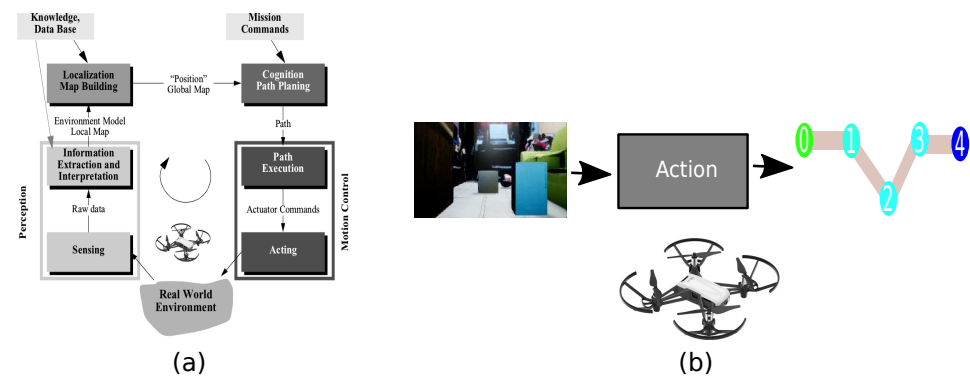 Knowledge,
Data Base
Mission
Commands
Localization
Map Building
“Position”
Global Map
Cognition
Path Planing
Environment Model
Local Map
Path
Information
Extraction and
Interpretation
Path
Execution
Perception
Motion Control
Raw data
Actuator Commands
Sensing
Acting
Real World
Environment
(a)
Action
0
1
2
3
4
(b)